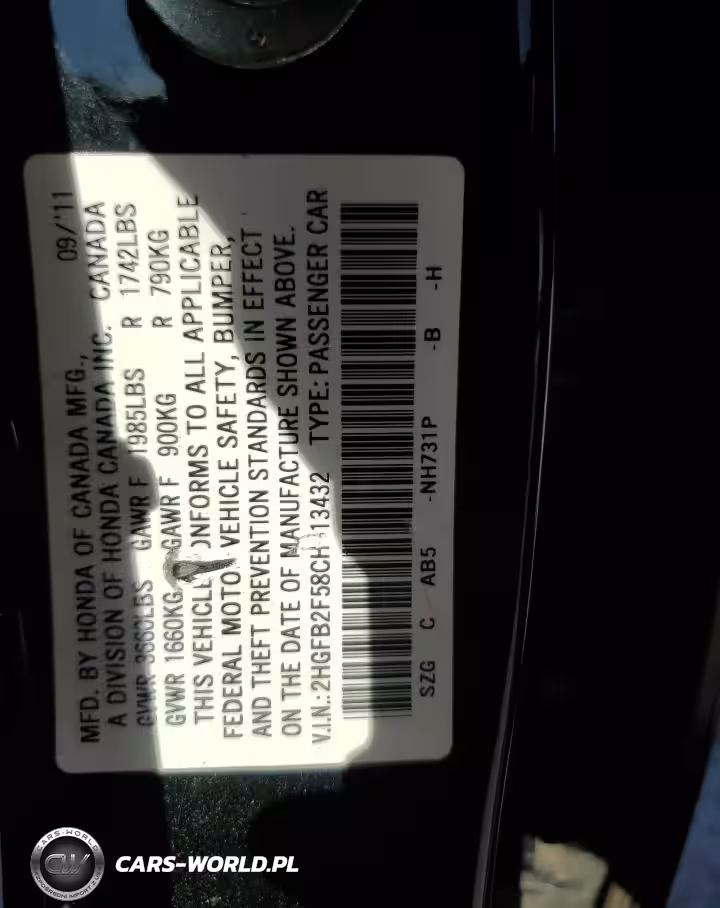 MFD. BY HONDA OF CANADA MFG., 09/'11
A DIVISION OF HONDA CANADA INC. CANADA
GVWR 3660LBS GAWR F 1985LBS R 1742LBS
GVWR 1660KG GAWR F 900KG R 790KG
THIS VEHICLE CONFORMS TO ALL APPLICABLE
FEDERAL MOTOR VEHICLE SAFETY, BUMPER,
AND THEFT PREVENTION STANDARDS IN EFFECT
ON THE DATE OF MANUFACTURE SHOWN ABOVE.
V.I.N.: TYPE: PASSENGER CAR
SZG C AB5 -NH731P -B -H
CARS-WORLD.PL
CARS-WORLD
CW